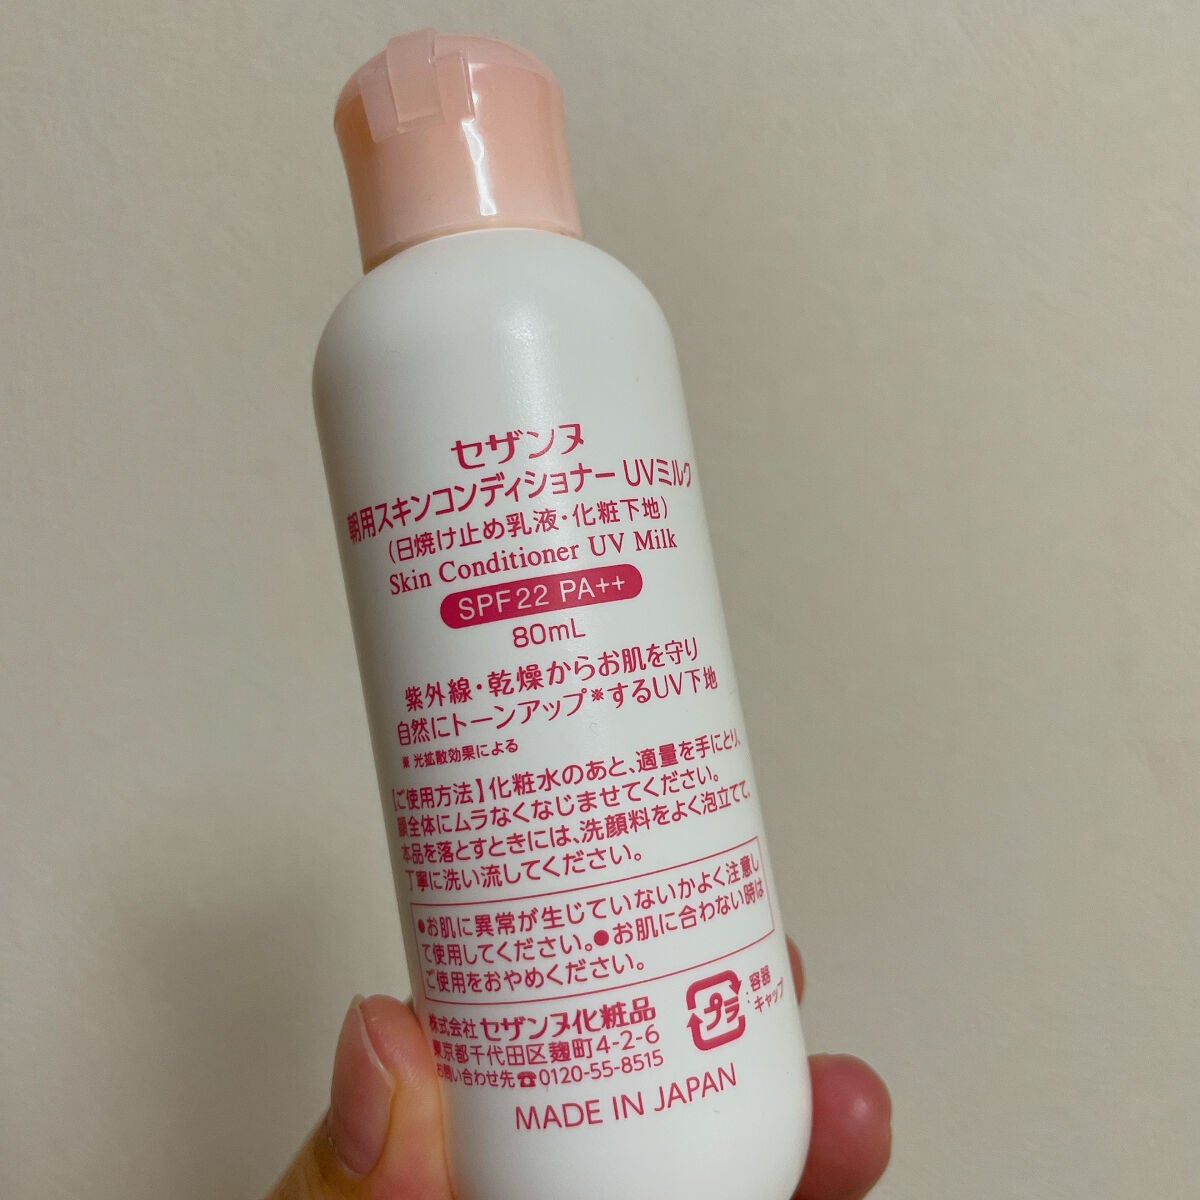 セザンヌ
朝用スキンコンディショナー UVミルク
（日焼け止め乳液・化粧下地）
Skin Conditioner UV Milk
SPF22 PA++
80mL
紫外線・乾燥からお肌を守り
自然にトーンアップ※するUV下地
※ 光拡散効果による
【ご使用方法】化粧水のあと、適量を手にとり、
顔全体にムラなくなじませてください。
本品を落とすときには、洗顔料をよく泡立てて、
丁寧に洗い流してください。
●お肌に異常が生じていないかよく注意し
て使用してください。●お肌に合わない時は
ご使用をおやめください。
株式会社 セザンヌ化粧品
東京都千代田区麹町4-2-6
お問い合わせ先☎0120-55-8515
プラ
：容器
キャップ
MADE IN JAPAN